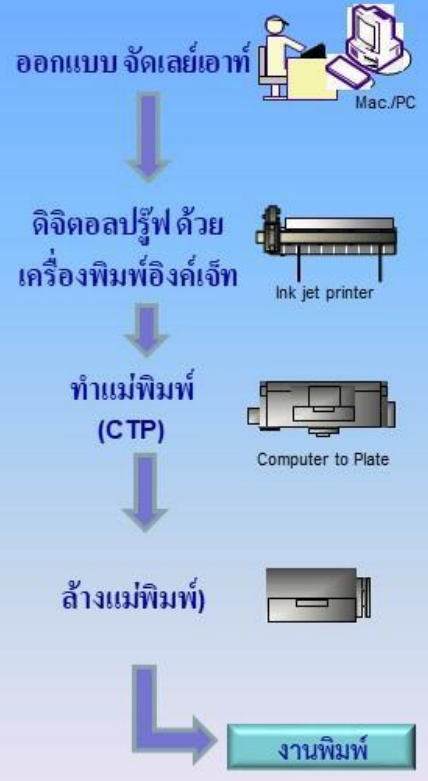 ออกแบบ จัดเลย์เอาท์
Mac./PC
ดิจิตอลปรู๊ฟ ด้วย
เครื่องพิมพ์อิงค์เจ็ท
Ink jet printer
ทำแม่พิมพ์
(CTP)
Computer to Plate
ล้างแม่พิมพ์)
งานพิมพ์